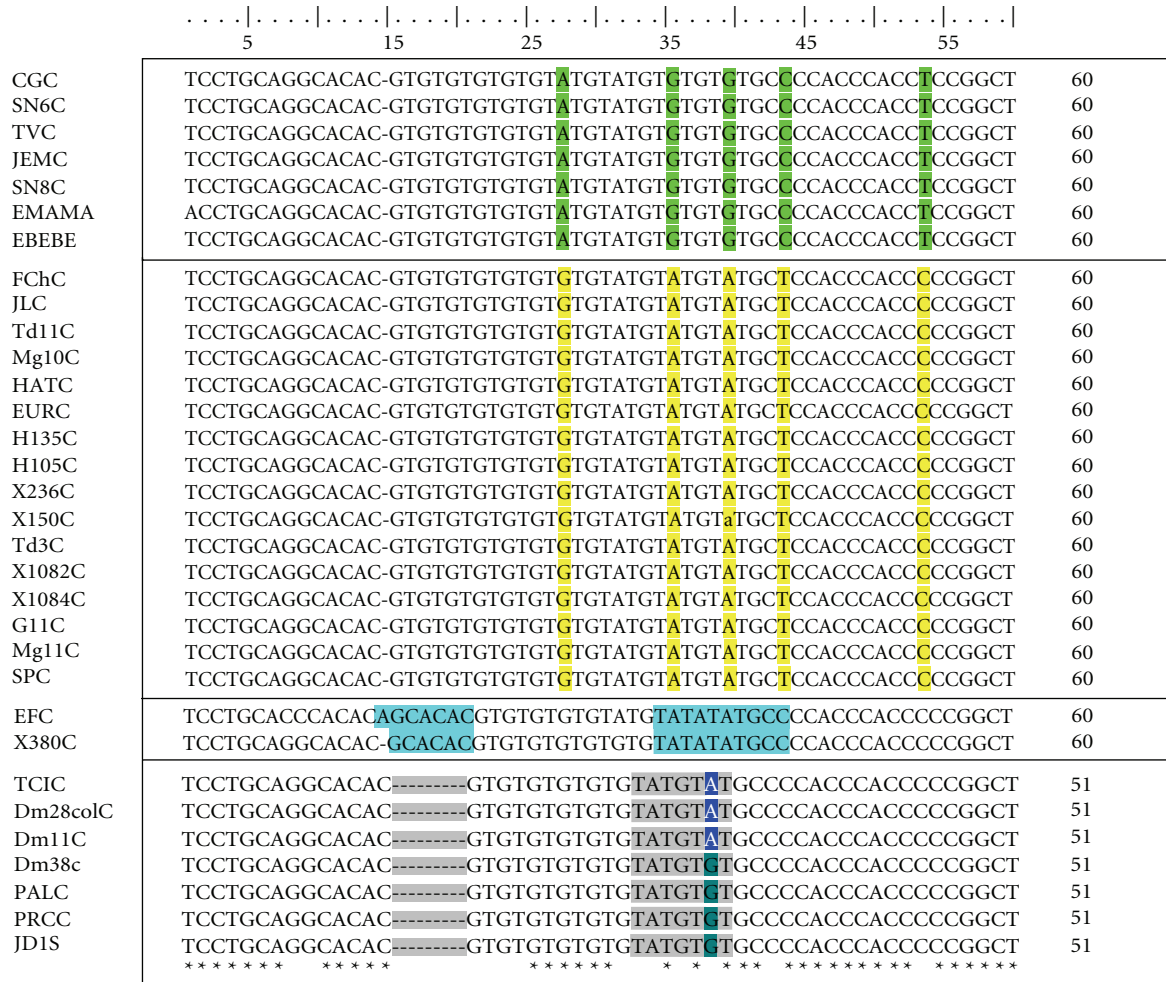 5 15 25 35 45 55
CGC TCCTGCAGGCACAC-GTGTGTGTGTGTATGTATGTGTGTGTGCCCCACCCACCTCCGGCT 60
SN6C TCCTGCAGGCACAC-GTGTGTGTGTGTATGTATGTGTGTGTGCCCCACCCACCTCCGGCT 60
TVC TCCTGCAGGCACAC-GTGTGTGTGTGTATGTATGTGTGTGTGCCCCACCCACCTCCGGCT 60
JEMC TCCTGCAGGCACAC-GTGTGTGTGTGTATGTATGTGTGTGTGCCCCACCCACCTCCGGCT 60
SN8C TCCTGCAGGCACAC-GTGTGTGTGTGTATGTATGTGTGTGTGCCCCACCCACCTCCGGCT 60
EMAMA ACCTGCAGGCACAC-GTGTGTGTGTGTATGTATGTGTGTGTGCCCCACCCACCTCCGGCT 60
EBEBE TCCTGCAGGCACAC-GTGTGTGTGTGTATGTATGTGTGTGTGCCCCACCCACCTCCGGCT 60
FChC TCCTGCAGGCACAC-GTGTGTGTGTGTGTGTATGTATGTATGCTCCACCCACCCCCGGCT 60
JLC TCCTGCAGGCACAC-GTGTGTGTGTGTGTGTATGTATGTATGCTCCACCCACCCCCGGCT 60
Td11C TCCTGCAGGCACAC-GTGTGTGTGTGTGTGTATGTATGTATGCTCCACCCACCCCCGGCT 60
Mg10C TCCTGCAGGCACAC-GTGTGTGTGTGTGTGTATGTATGTATGCTCCACCCACCCCCGGCT 60
HATC TCCTGCAGGCACAC-GTGTGTGTGTGTGTGTATGTATGTATGCTCCACCCACCCCCGGCT 60
EURC TCCTGCAGGCACAC-GTGTGTGTGTGTGTGTATGTATGTATGCTCCACCCACCCCCGGCT 60
H135C TCCTGCAGGCACAC-GTGTGTGTGTGTGTGTATGTATGTATGCTCCACCCACCCCCGGCT 60
H105C TCCTGCAGGCACAC-GTGTGTGTGTGTGTGTATGTATGTATGCTCCACCCACCCCCGGCT 60
X236C TCCTGCAGGCACAC-GTGTGTGTGTGTGTGTATGTATGTATGCTCCACCCACCCCCGGCT 60
X150C TCCTGCAGGCACAC-GTGTGTGTGTGTGTGTATGTATGTaTGCTCCACCCACCCCCGGCT 60
Td3C TCCTGCAGGCACAC-GTGTGTGTGTGTGTGTATGTATGTATGCTCCACCCACCCCCGGCT 60
X1082C TCCTGCAGGCACAC-GTGTGTGTGTGTGTGTATGTATGTATGCTCCACCCACCCCCGGCT 60
X1084C TCCTGCAGGCACAC-GTGTGTGTGTGTGTGTATGTATGTATGCTCCACCCACCCCCGGCT 60
G11C TCCTGCAGGCACAC-GTGTGTGTGTGTGTGTATGTATGTATGCTCCACCCACCCCCGGCT 60
Mg11C TCCTGCAGGCACAC-GTGTGTGTGTGTGTGTATGTATGTATGCTCCACCCACCCCCGGCT 60
SPC TCCTGCAGGCACAC-GTGTGTGTGTGTGTGTATGTATGTATGCTCCACCCACCCCCGGCT 60
EFC TCCTGCACCCACACAGCACACGTGTGTGTGTATGTATATATGCCCCACCCACCCCCGGCT 60
X380C TCCTGCAGGCACAC-GCACACGTGTGTGTGTGTGTATATATGCCCCACCCACCCCCGGCT 60
TCIC TCCTGCAGGCACAC---------GTGTGTGTGTGTATGTATGCCCCACCCACCCCCGGCT 51
Dm28colC TCCTGCAGGCACAC---------GTGTGTGTGTGTATGTATGCCCCACCCACCCCCGGCT 51
Dm11C TCCTGCAGGCACAC---------GTGTGTGTGTGTATGTATGCCCCACCCACCCCCGGCT 51
Dm38c TCCTGCAGGCACAC---------GTGTGTGTGTGTATGTGTGCCCCACCCACCCCCGGCT 51
PALC TCCTGCAGGCACAC---------GTGTGTGTGTGTATGTGTGCCCCACCCACCCCCGGCT 51
PRCC TCCTGCAGGCACAC---------GTGTGTGTGTGTATGTGTGCCCCACCCACCCCCGGCT 51
JD1S TCCTGCAGGCACAC---------GTGTGTGTGTGTATGTGTGCCCCACCCACCCCCGGCT 51
******* ***** ****** * * *** ********** ******